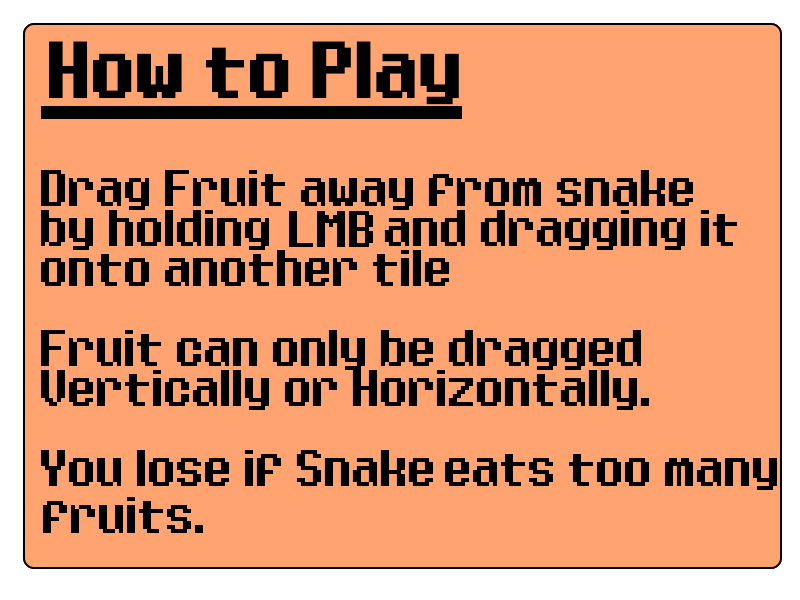 How to Play
Drag Fruit away from snake
by holding LMB and dragging it
onto another tile
Fruit can only be dragged
Vertically or Horizontally.
You lose if Snake eats too many
fruits.